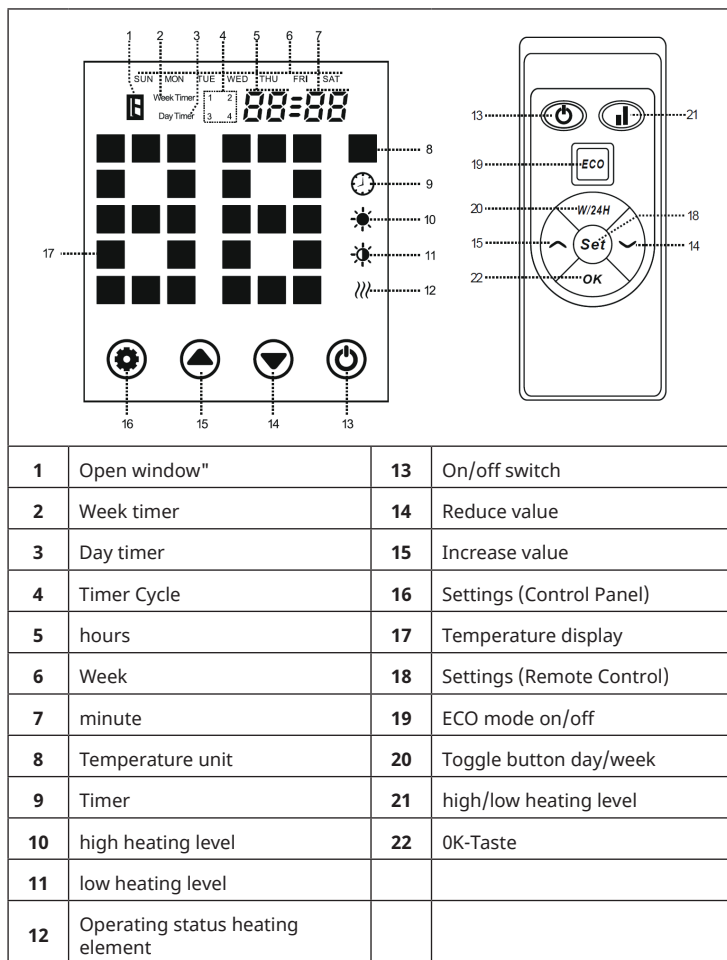 1 2 3 4 5 6 7
SUN MON TUE WED THU FRI SAT
Week Timer 1 2 88:88
Day Timer 3 4
8
9
10
17 11
12
16 15 14 13
13 21
19 ECO
20 W/24H 18
15 Set 14
22 OK
1 Open window" 13 On/off switch
2 Week timer 14 Reduce value
3 Day timer 15 Increase value
4 Timer Cycle 16 Settings (Control Panel)
5 hours 17 Temperature display
6 Week 18 Settings (Remote Control)
7 minute 19 ECO mode on/off
8 Temperature unit 20 Toggle button day/week
9 Timer 21 high/low heating level
10 high heating level 22 0K-Taste
11 low heating level
12 Operating status heating
element